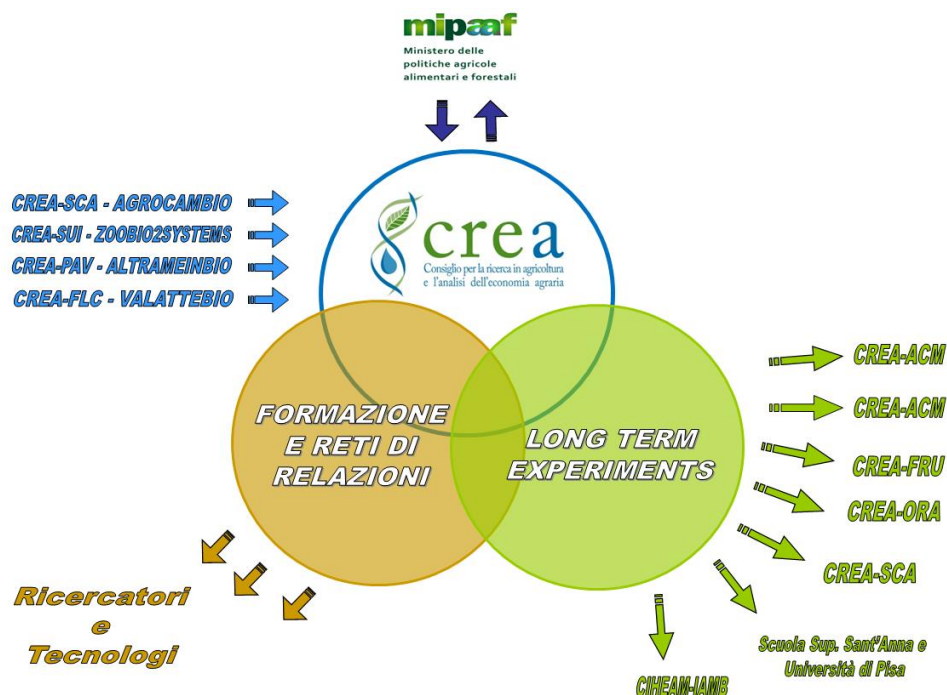 mipaaf
Ministero delle
politiche agricole
alimentari e forestali
CREA-SCA - AGROCAMBIO
CREA-SUI - ZOOBIO2SYSTEMS
CREA-PAV - ALTRAMEINBIO
CREA-FLC - VALATTEBIO
crea
Consiglio per la ricerca in agricoltura
e l'analisi dell'economia agraria
FORMAZIONE
E RETI DI
RELAZIONI
LONG TERM
EXPERIMENTS
CREA-ACM
CREA-ACM
CREA-FRU
CREA-ORA
CREA-SCA
Scuola Sup. Sant'Anna e
Università di Pisa
CIHEAM-IAMB
Ricercatori
e
Tecnologi